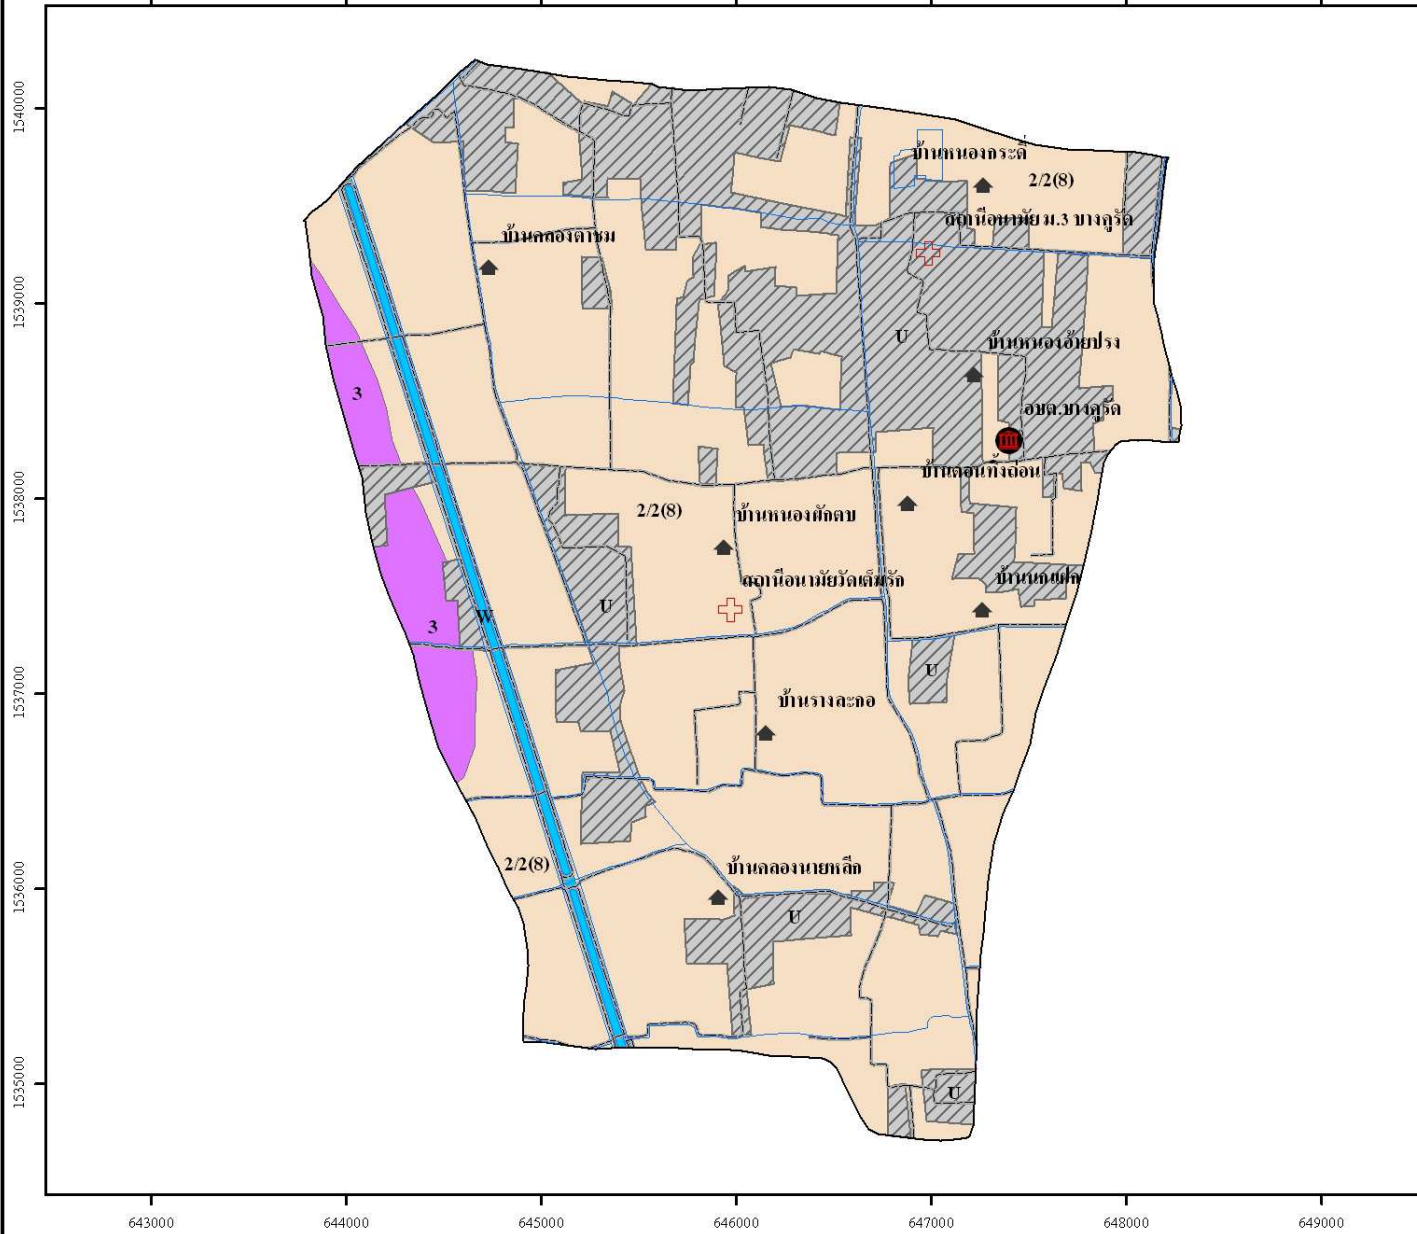 1540000
บ้านหนองกระดี่
2/2(8)
สถานีอนามัย ม.3 บางคูรัด
บ้านคลองตาชม
1539000
U
บ้านหนองอ้ายปรง
3
อบต.บางคูรัด
บ้านดอนทิ้งถ่อน
1538000
2/2(8)
บ้านหนองผักตบ
สถานีอนามัยวัดเต็มรัก
บ้านนกแฝก
U
W
3
U
1537000
บ้านรางละกอ
2/2(8)
บ้านคลองนายหลีก
1536000
U
1535000
U
643000
644000
645000
646000
647000
648000
649000